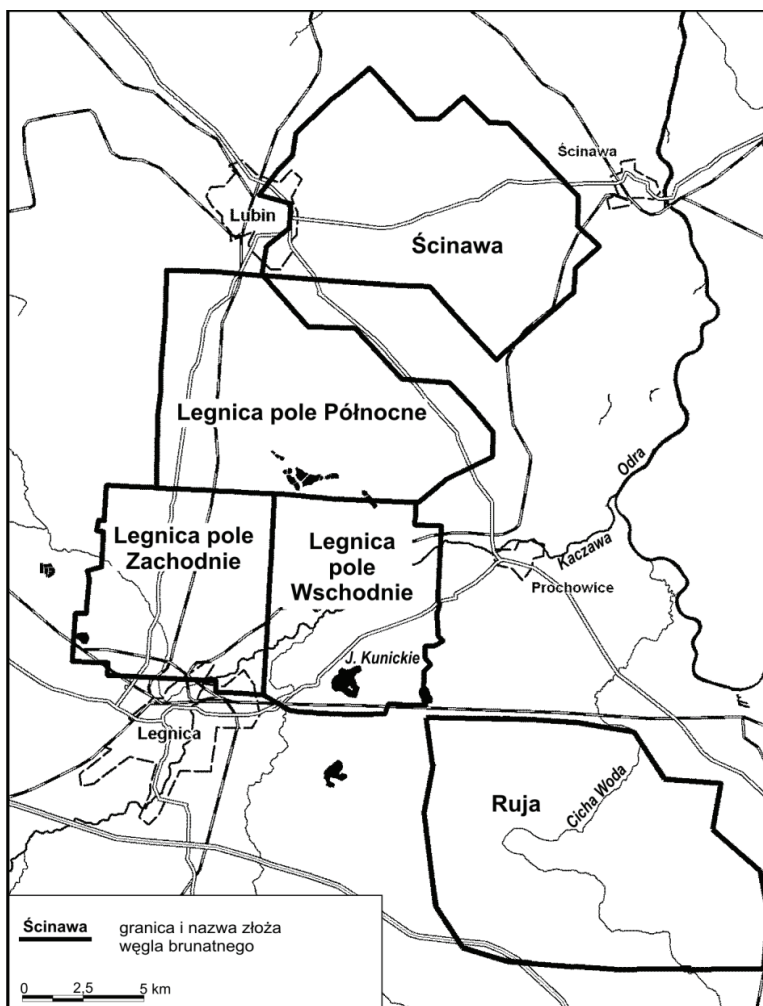 Ścinawa
Lubin
Ścinawa
Legnica pole Północne
Odra
Legnica pole
Zachodnie
Legnica
pole
Wschodnie
Kaczawa
Prochowice
J. Kunickie
Legnica
Ruja
Cicha Woda
Ścinawa
granica i nazwa złoża
węgla brunatnego
0 2,5 5 km